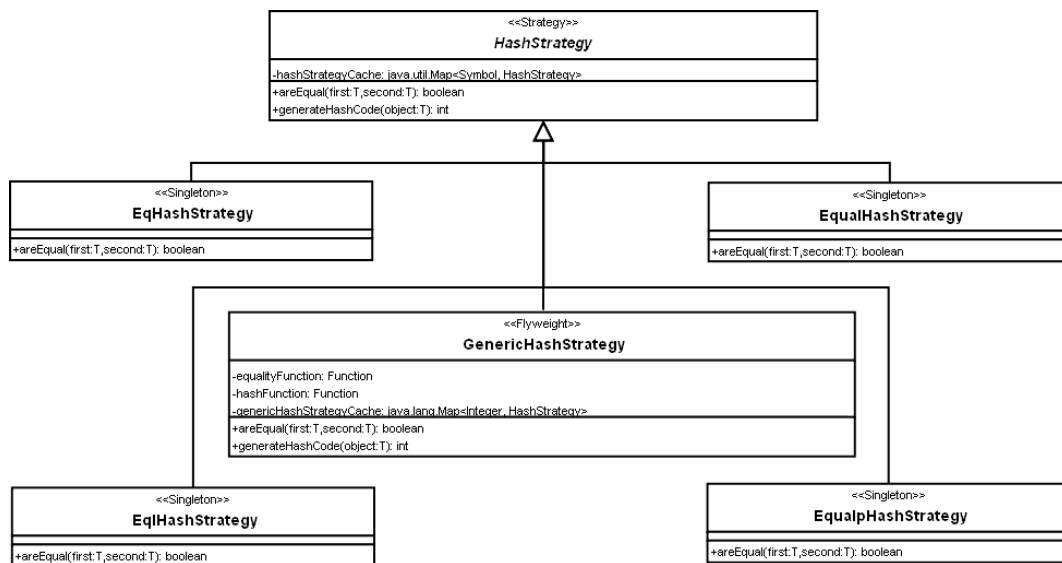 <<Strategy>>
HashStrategy
-hashStrategyCache: java.util.Map<Symbol, HashStrategy>
+areEqual(first:T,second:T): boolean
+generateHashCode(object:T): int
<<Singleton>>
EqHashStrategy
+areEqual(first:T,second:T): boolean
<<Singleton>>
EqualHashStrategy
+areEqual(first:T,second:T): boolean
<<Flyweight>>
GenericHashStrategy
-equalityFunction: Function
-hashFunction: Function
-genericHashStrategyCache: java.lang.Map<Integer, HashStrategy>
+areEqual(first:T,second:T): boolean
+generateHashCode(object:T): int
<<Singleton>>
EqlHashStrategy
+areEqual(first:T,second:T): boolean
<<Singleton>>
EqualpHashStrategy
+areEqual(first:T,second:T): boolean